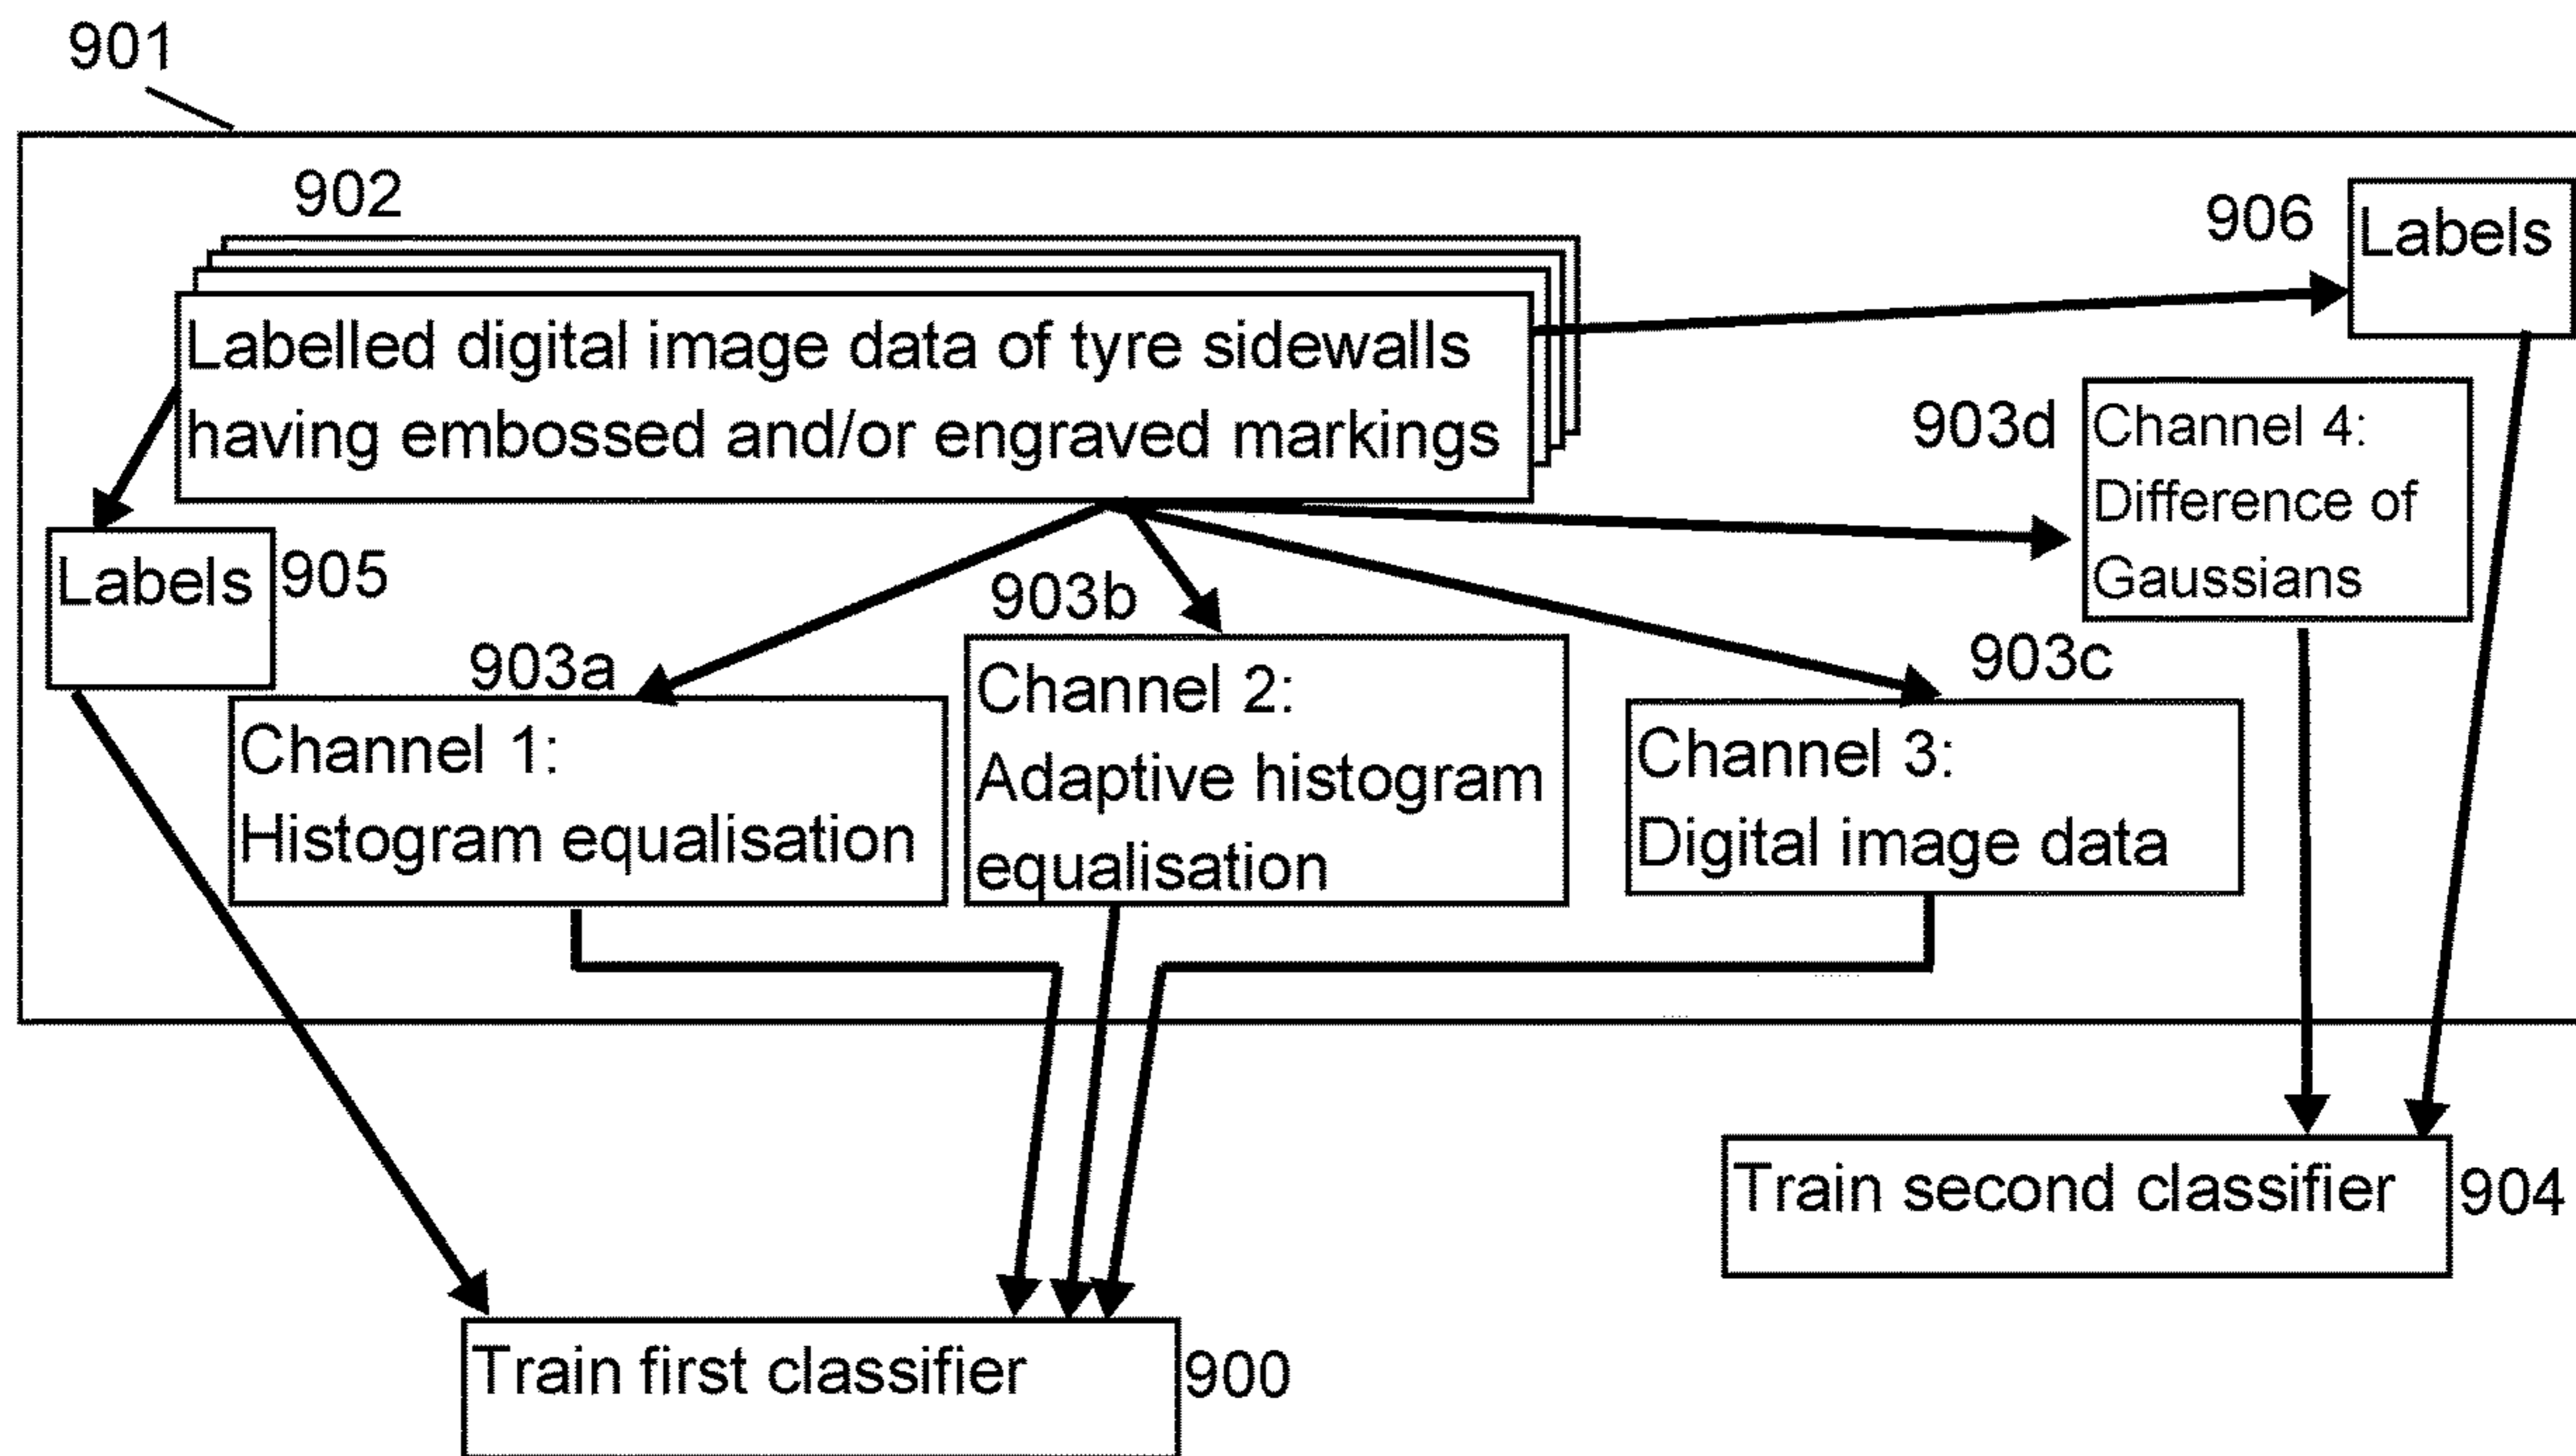 901
902
906
Labels
Labelled digital image data of tyre sidewalls
having embossed and/or engraved markings
903d
Channel 4:
Difference of
Gaussians
Labels
905
903a
Channel 1:
Histogram equalisation
903b
Channel 2:
Adaptive histogram
equalisation
903c
Channel 3:
Digital image data
Train second classifier
904
Train first classifier
900